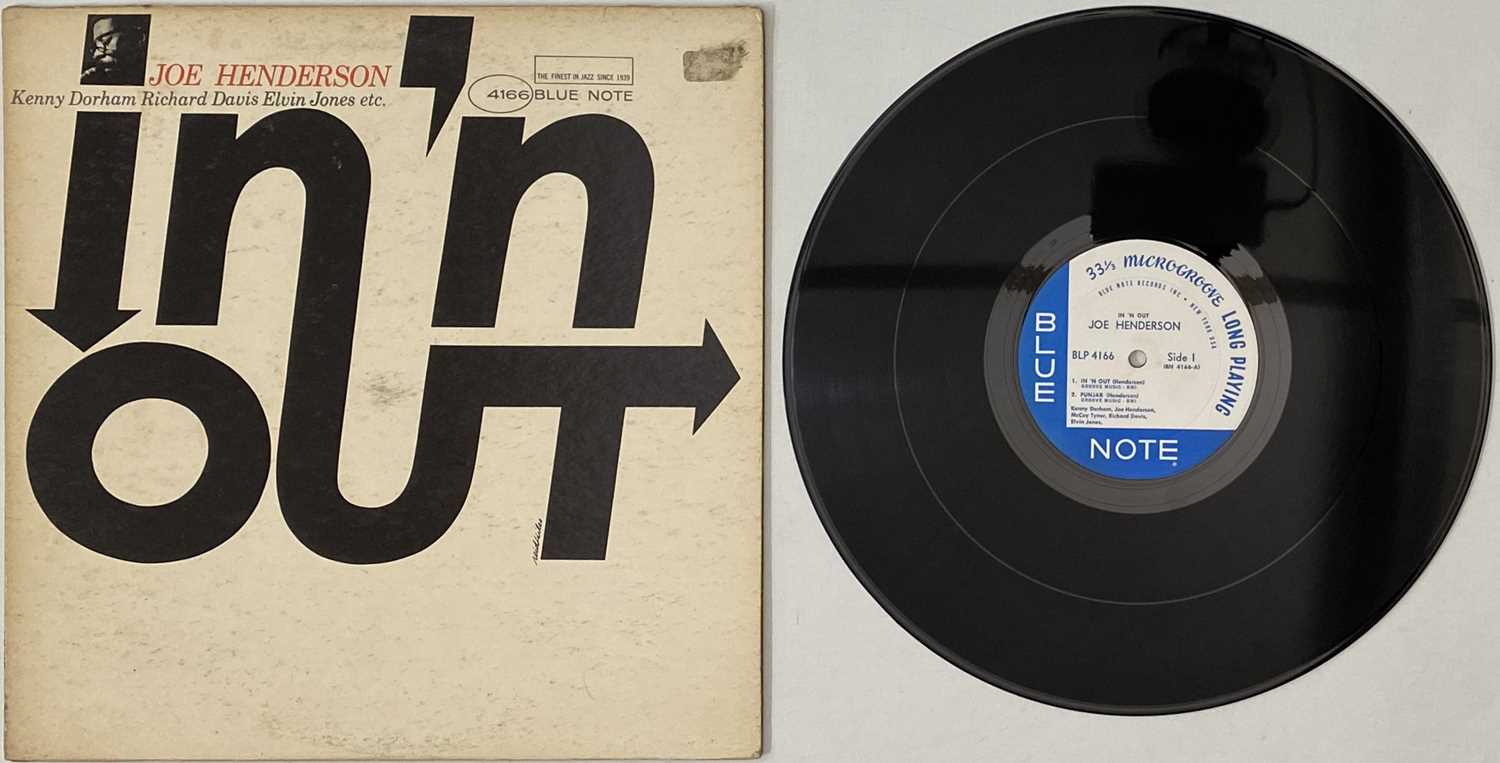 JOE HENDERSON
Kenny Dorham Richard Davis Elvin Jones etc.
THE FINEST IN JAZZ SINCE 1939
4166 BLUE NOTE
in'n
OUT
33 1/3 MICROGROOVE LONG PLAYING
BLUE NOTE RECORDS INC • NEW YORK USA
IN 'N OUT
JOE HENDERSON
BLP 4166 Side 1
(BN 4166-A)
1. IN 'N OUT (Henderson)
GROOVE MUSIC - BMI
2. PUNJAB (Henderson)
GROOVE MUSIC - BMI
Kenny Dorham, Joe Henderson,
McCoy Tyner, Richard Davis,
Elvin Jones,
BLUE
NOTE
®